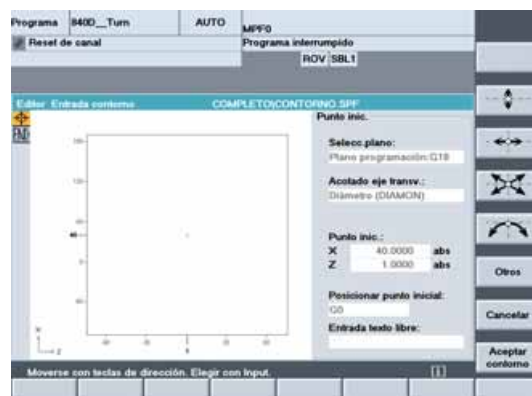 Programa 840D__Turn AUTO MPF0
Reset de canal Programa interrumpido
ROV SBL1
Editor Entrada contorno COMPLETO\CONTORNO.SPF
END
Punto inic.
Selecc.plano:
Plano programación:G18
Acotado eje transv.:
Diámetro (DIAMON)
Punto inic.:
X 40.0000 abs
Z 1.0000 abs
Posicionar punto inicial:
G0
Entrada texto libre:
X
Z
Otros
Cancelar
Aceptar
contorno
Moverse con teclas de dirección. Elegir con Input.